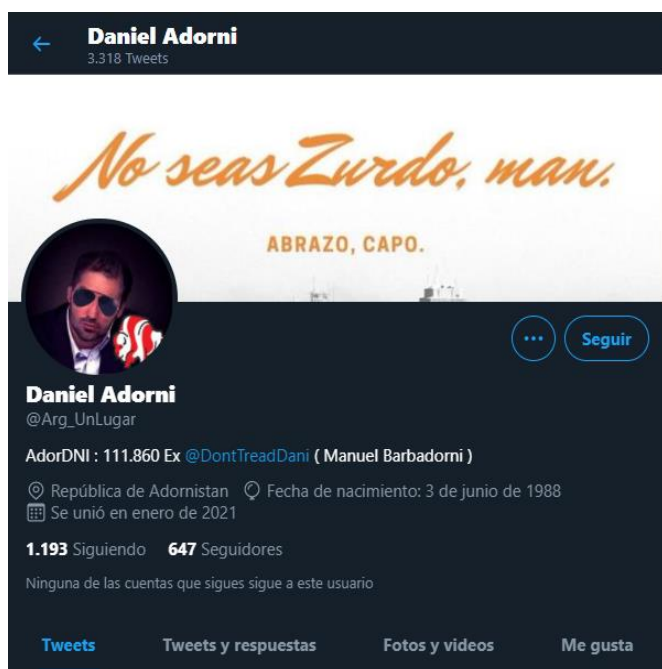 Daniel Adorni
3.318 Tweets
No seas Zurdo, man.
ABRAZO, CAPO.
Seguir
Daniel Adorni
@Arg_UnLugar
AdorDNI : 111.860 Ex @DontTreadDani ( Manuel Barbadorni )
República de Adornistan Fecha de nacimiento: 3 de junio de 1988
Se unió en enero de 2021
1.193 Siguiendo 647 Seguidores
Ninguna de las cuentas que sigues sigue a este usuario
Tweets Tweets y respuestas Fotos y videos Me gusta